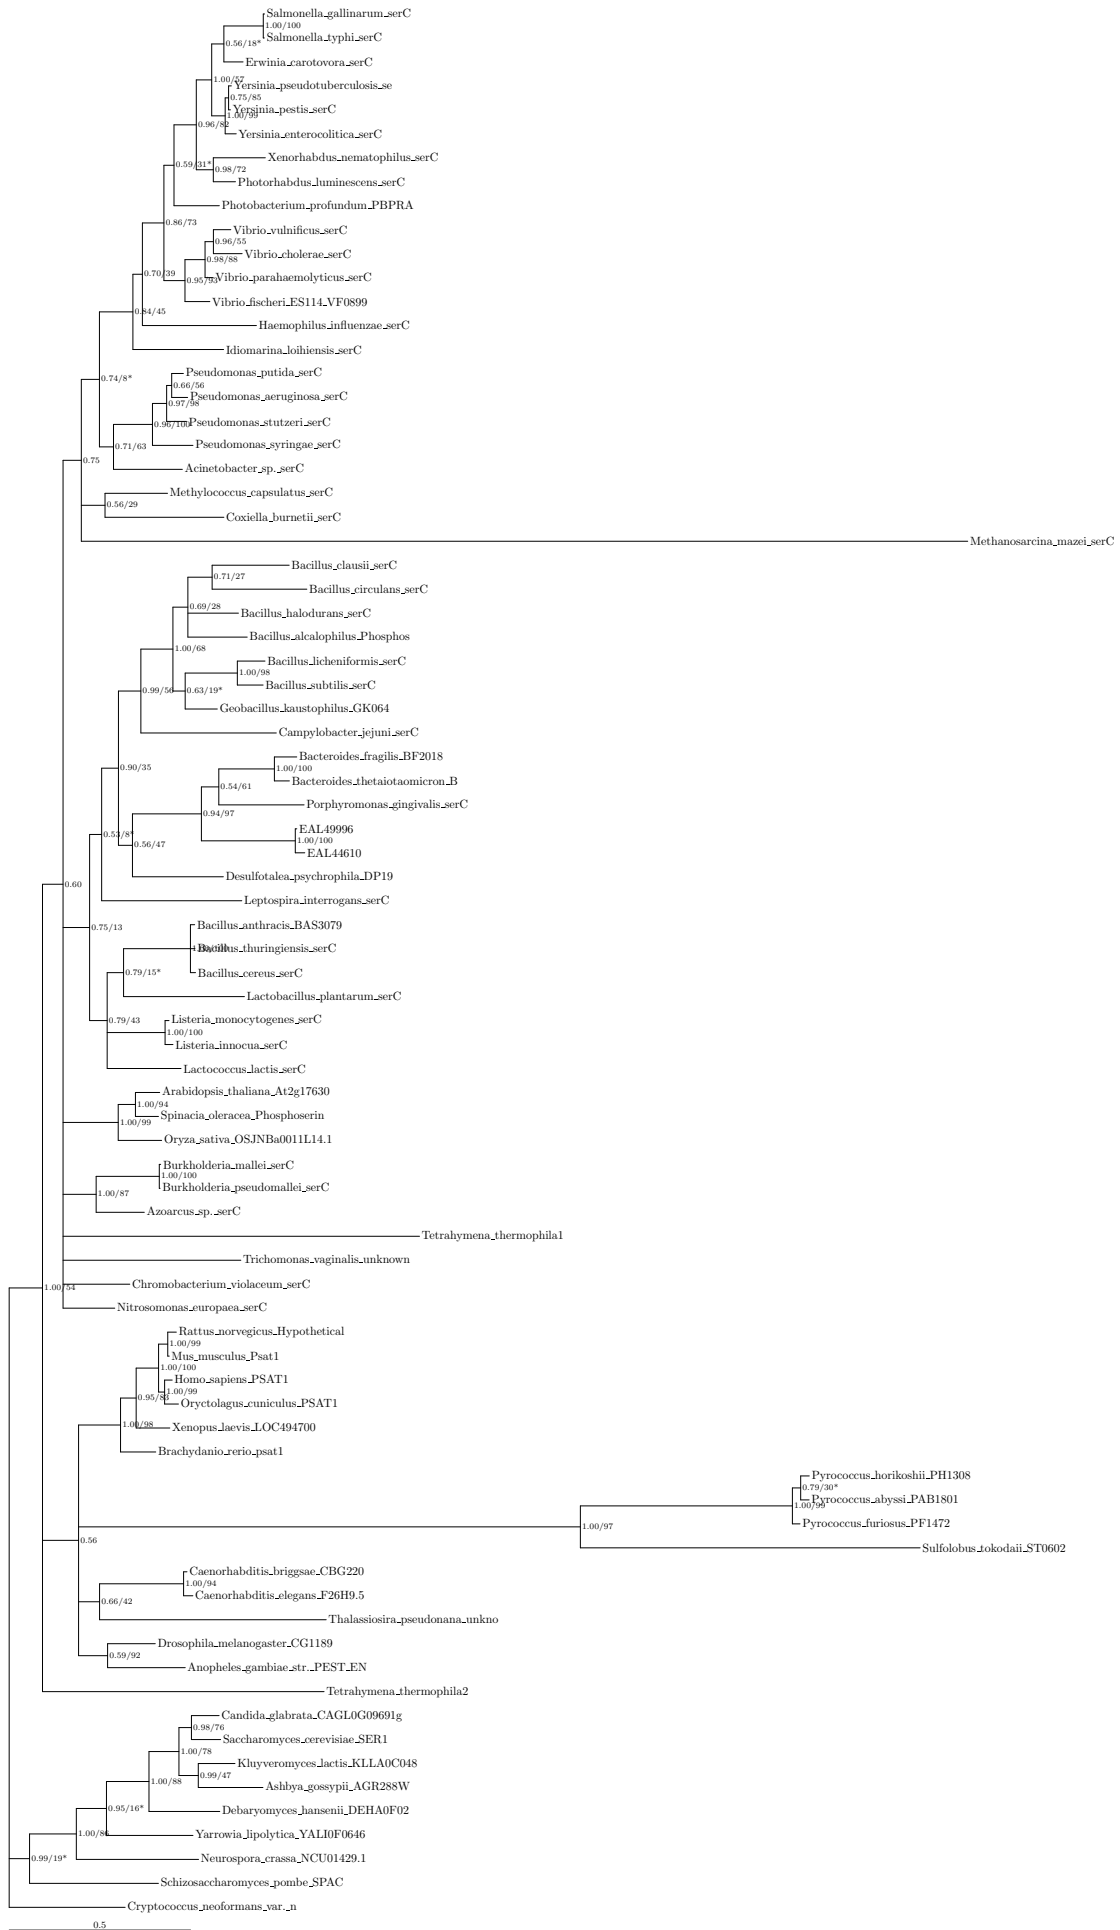 Salmonella_gallinarum_serC
1.00/100
Salmonella_typhi_serC
0.56/18*
Erwinia_carotovora_serC
1.00/57
Yersinia_pseudotuberculosis_se
0.75/85
Yersinia_pestis_serC
1.00/99
0.96/82
Yersinia_enterocolitica_serC
Xenorhabdus_nematophilus_serC
0.59/31*
0.98/72
Photorhabdus_luminescens_serC
Photobacterium_profundum_PBPRA
0.86/73
Vibrio_vulnificus_serC
0.96/55
Vibrio_cholerae_serC
0.98/88
0.70/39
Vibrio_parahaemolyticus_serC
0.95/93
Vibrio_fischeri_ES114_VF0899
0.84/45
Haemophilus_influenzae_serC
Idiomarina_loihiensis_serC
Pseudomonas_putida_serC
0.74/8*
0.66/56
Pseudomonas_aeruginosa_serC
0.97/98
Pseudomonas_stutzeri_serC
0.96/100
Pseudomonas_syringae_serC
0.71/63
0.75
Acinetobacter_sp._serC
Methylococcus_capsulatus_serC
0.56/29
Coxiella_burnetii_serC
Methanosarcina_mazei_serC
Bacillus_clausii_serC
0.71/27
Bacillus_circulans_serC
0.69/28
Bacillus_halodurans_serC
Bacillus_alcalophilus_Phosphos
1.00/68
Bacillus_licheniformis_serC
1.00/98
Bacillus_subtilis_serC
0.99/56
0.63/19*
Geobacillus_kaustophilus_GK064
Campylobacter_jejuni_serC
Bacteroides_fragilis_BF2018
0.90/35
1.00/100
Bacteroides_thetaiotaomicron_B
0.54/61
Porphyromonas_gingivalis_serC
0.94/97
EAL49996
0.53/8*
1.00/100
0.56/47
EAL44610
Desulfotalea_psychrophila_DP19
0.60
Leptospira_interrogans_serC
Bacillus_anthracis_BAS3079
0.75/13
Bacillus_thuringiensis_serC
Bacillus_cereus_serC
0.79/15*
Lactobacillus_plantarum_serC
Listeria_monocytogenes_serC
0.79/43
1.00/100
Listeria_innocua_serC
Lactococcus_lactis_serC
Arabidopsis_thaliana_At2g17630
1.00/94
Spinacia_oleracea_Phosphoserin
1.00/99
Oryza_sativa_OSJNBa0011L14.1
Burkholderia_mallei_serC
1.00/100
Burkholderia_pseudomallei_serC
1.00/87
Azoarcus_sp._serC
Tetrahymena_thermophila1
Trichomonas_vaginalis_unknown
Chromobacterium_violaceum_serC
1.00/54
Nitrosomonas_europaea_serC
Rattus_norvegicus_Hypothetical
1.00/99
Mus_musculus_Psat1
1.00/100
Homo_sapiens_PSAT1
1.00/99
0.95/83
Oryctolagus_cuniculus_PSAT1
1.00/98
Xenopus_laevis_LOC494700
Brachydanio_rerio_psat1
Pyrococcus_horikoshii_PH1308
0.79/30*
Pyrococcus_abyssi_PAB1801
1.00/99
Pyrococcus_furiosus_PF1472
1.00/97
0.56
Sulfolobus_tokodaii_ST0602
Caenorhabditis_briggsae_CBG220
1.00/94
Caenorhabditis_elegans_F26H9.5
0.66/42
Thalassiosira_pseudonana_unkno
Drosophila_melanogaster_CG1189
0.59/92
Anopheles_gambiae_str._PEST_EN
Tetrahymena_thermophila2
Candida_glabrata_CAGL0G09691g
0.98/76
Saccharomyces_cerevisiae_SER1
1.00/78
Kluyveromyces_lactis_KLLA0C048
0.99/47
1.00/88
Ashbya_gossypii_AGR288W
0.95/16*
Debaryomyces_hansenii_DEHA0F02
1.00/86
Yarrowia_lipolytica_YALI0F0646
0.99/19*
Neurospora_crassa_NCU01429.1
Schizosaccharomyces_pombe_SPAC
Cryptococcus_neoformans_var._n
0.5